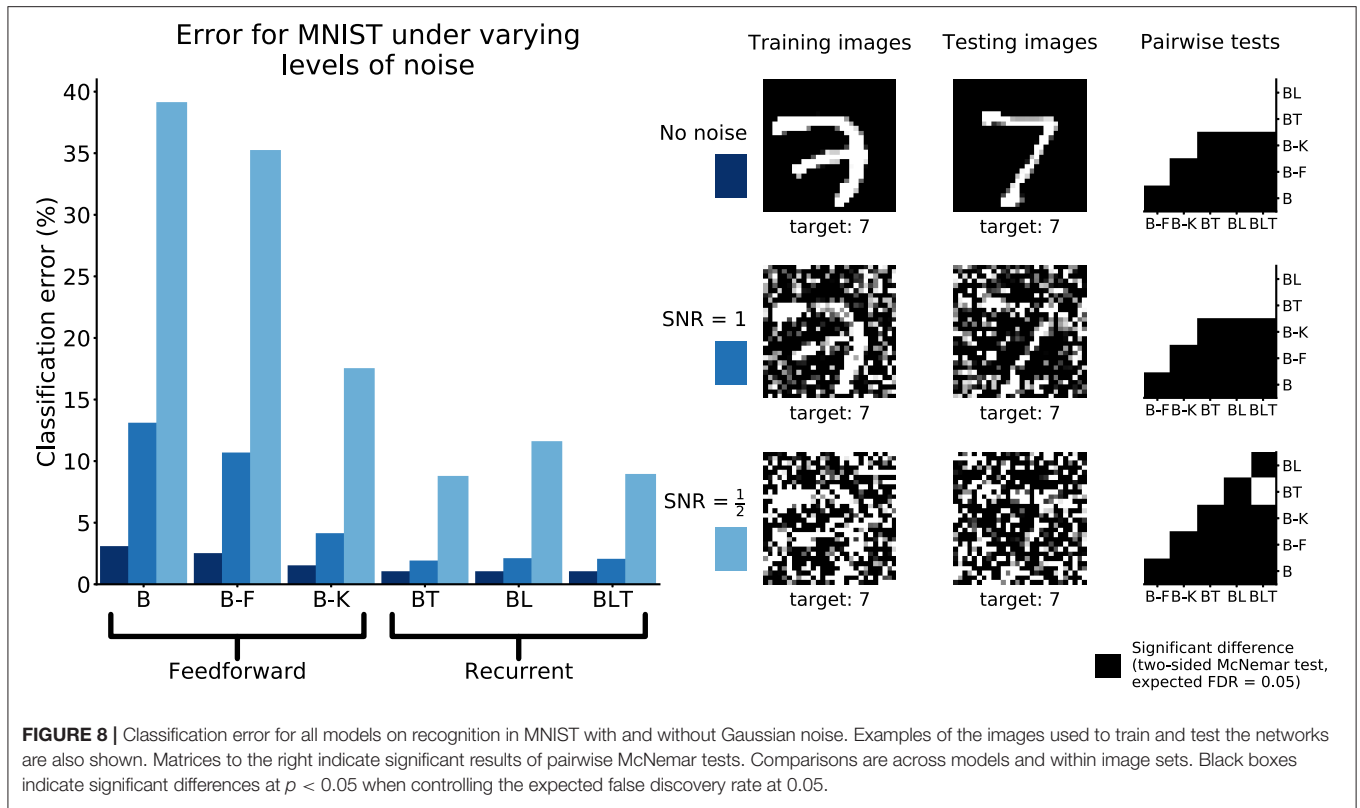 Error for MNIST under varying
levels of noise
Classification error (%)
40
35
30
25
20
15
10
5
0
B
B-F
B-K
BT
BL
BLT
Feedforward
Recurrent
Training images
Testing images
Pairwise tests
No noise
target: 7
target: 7
BL
BT
B-K
B-F
B
B-F B-K BT BL BLT
SNR = 1
target: 7
target: 7
BL
BT
B-K
B-F
B
B-F B-K BT BL BLT
SNR = 1/2
target: 7
target: 7
BL
BT
B-K
B-F
B
B-F B-K BT BL BLT
Significant difference
(two-sided McNemar test,
expected FDR = 0.05)
FIGURE 8 | Classification error for all models on recognition in MNIST with and without Gaussian noise. Examples of the images used to train and test the networks
are also shown. Matrices to the right indicate significant results of pairwise McNemar tests. Comparisons are across models and within image sets. Black boxes
indicate significant differences at p < 0.05 when controlling the expected false discovery rate at 0.05.